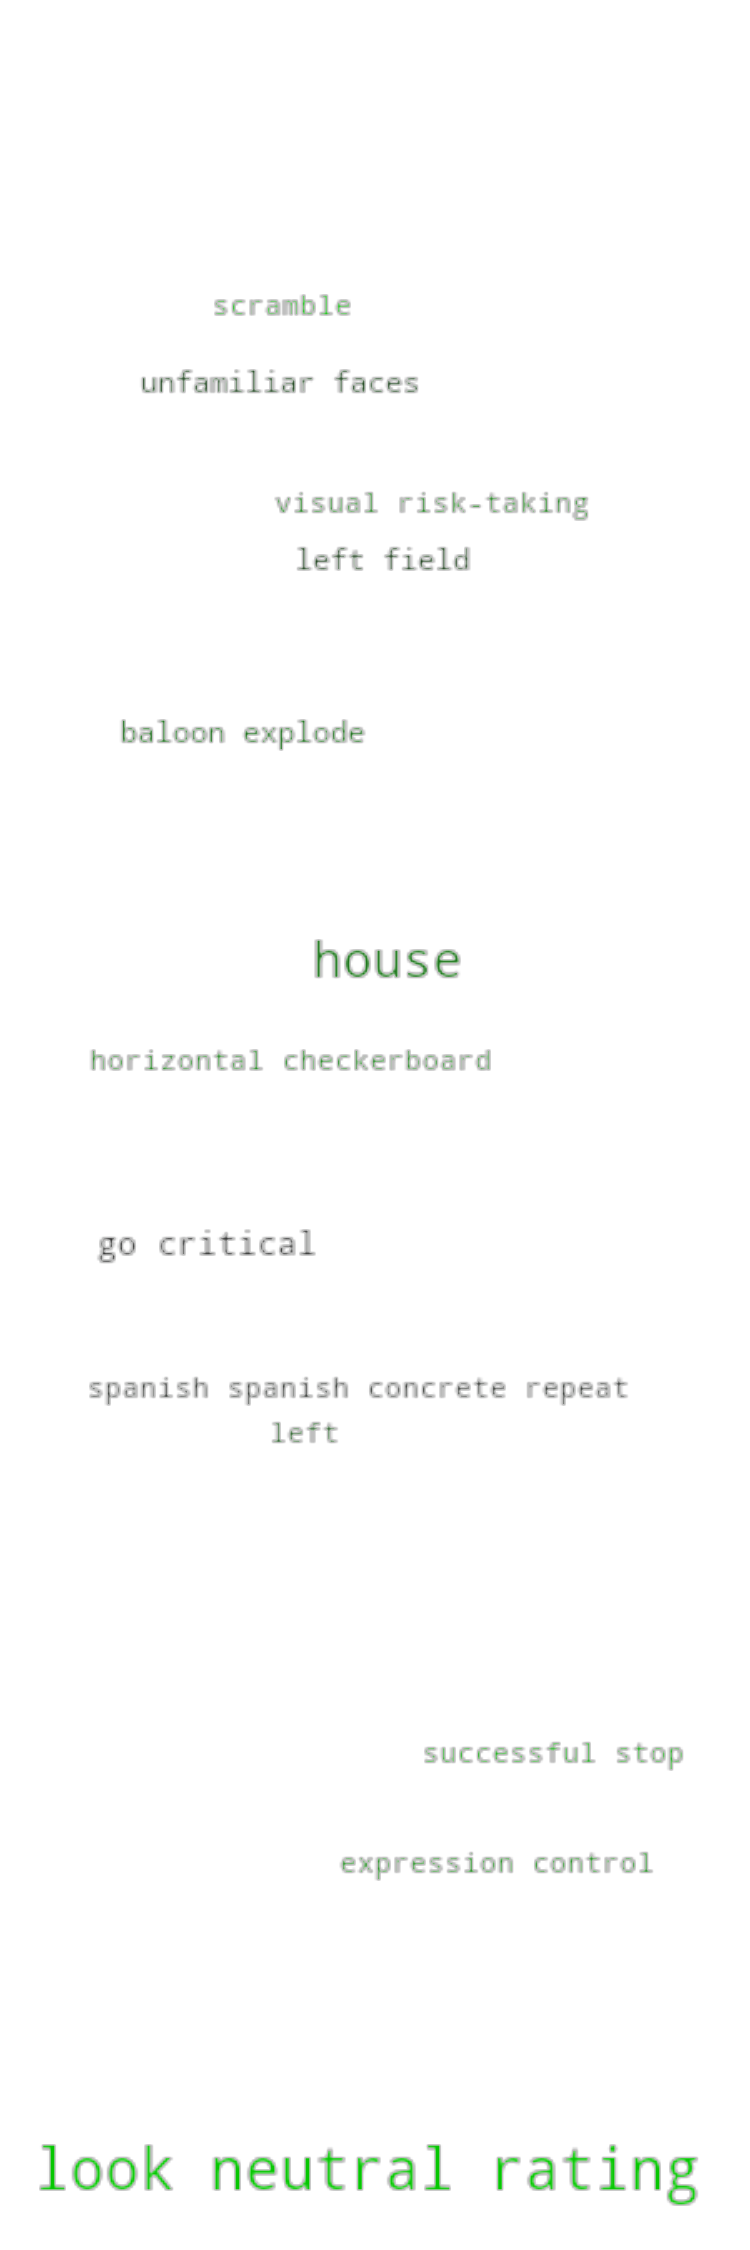 scramble
unfamiliar faces
visual risk-taking
left field
baloon explode
house
horizontal checkerboard
go critical
spanish spanish concrete repeat
left
successful stop
expression control
look neutral rating